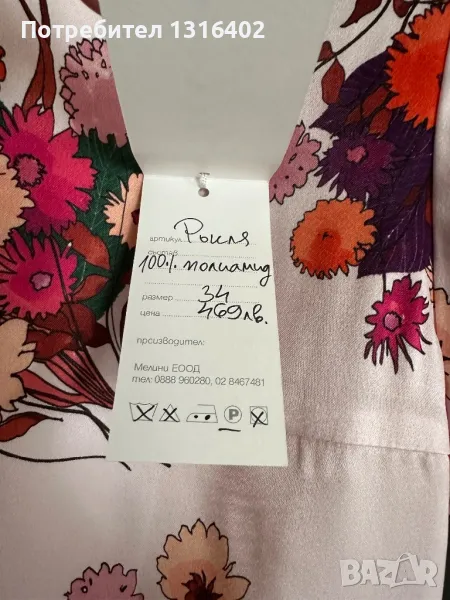 Потребител 1316402
артикул Рокля
състав
100% полиамид
размер 34
цена 469лв.
производител:
Мелини ЕООД
тел: 0888 960280, 02 8467481
P
BAZAR